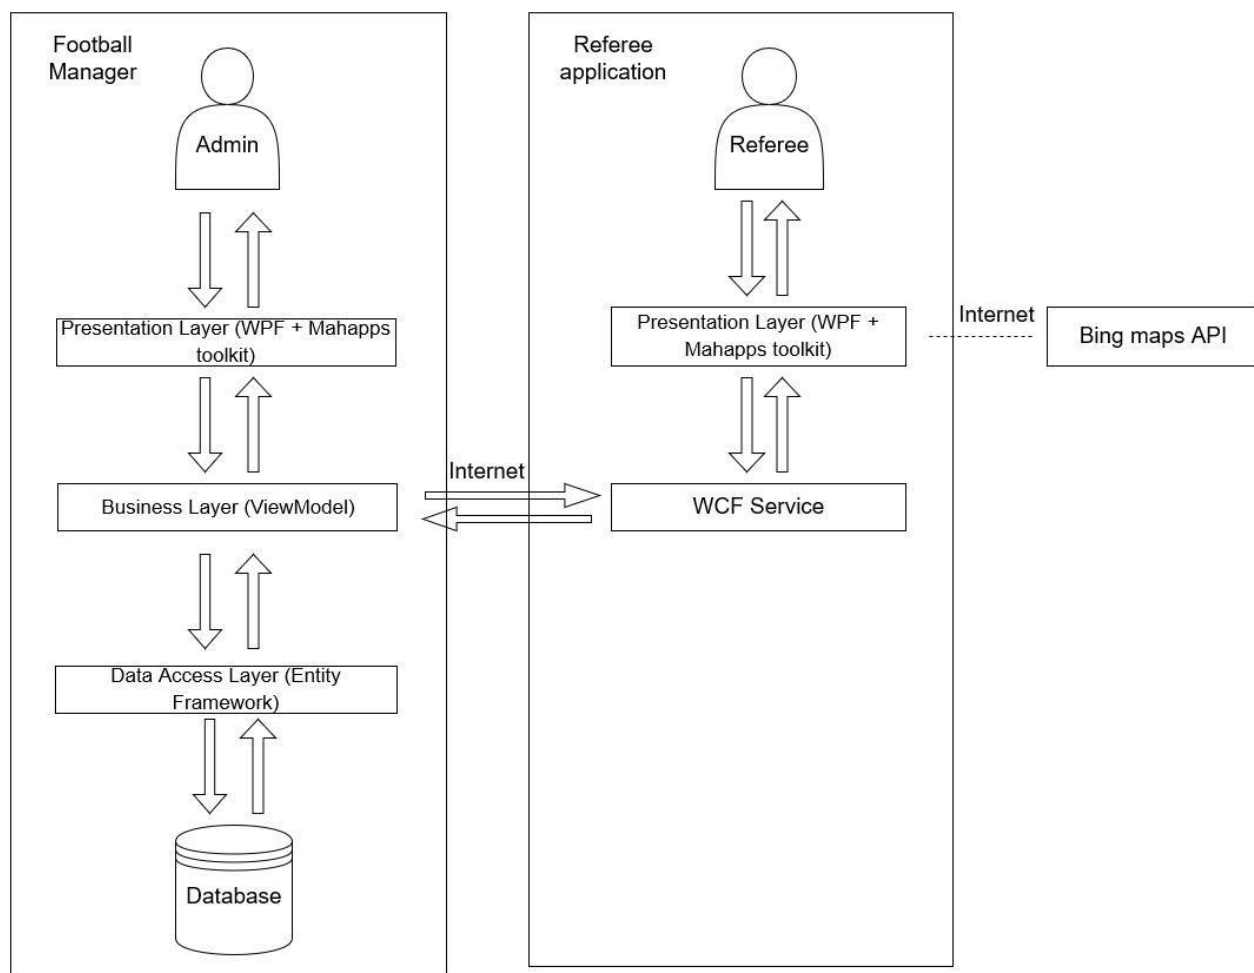 Football
Manager
Admin
Presentation Layer (WPF + Mahapps
toolkit)
Business Layer (ViewModel)
Data Access Layer (Entity
Framework)
Database
Internet
Referee
application
Referee
Presentation Layer (WPF +
Mahapps toolkit)
WCF Service
Internet
Bing maps API